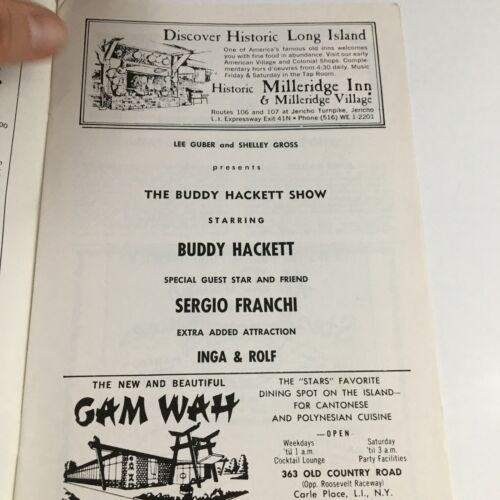 Discover Historic Long Island
One of America's famous old inns welcomes
you with fine food in abundance. Visit our early
American Village and Colonial Shops. Comple-
mentary hors d'oeuvres from 4:30 daily. Music
Friday & Saturday in the Tap Room.
Historic Milleridge Inn
& Milleridge Village
Routes 106 and 107 at Jericho Turnpike, Jericho
L.I. Expressway Exit 41N • Phone (516) WE 1-2201
LEE GUBER and SHELLEY GROSS
presents
THE BUDDY HACKETT SHOW
STARRING
BUDDY HACKETT
SPECIAL GUEST STAR AND FRIEND
SERGIO FRANCHI
EXTRA ADDED ATTRACTION
INGA & ROLF
THE NEW AND BEAUTIFUL
GAM WAH
THE "STARS" FAVORITE
DINING SPOT ON THE ISLAND—
FOR CANTONESE
AND POLYNESIAN CUISINE
—OPEN—
Weekdays
'til 1 a.m.
Cocktail Lounge
Saturday
'til 3 a.m.
Party Facilities
363 OLD COUNTRY ROAD
(Opp. Roosevelt Raceway)
Carle Place, L.I., N.Y.